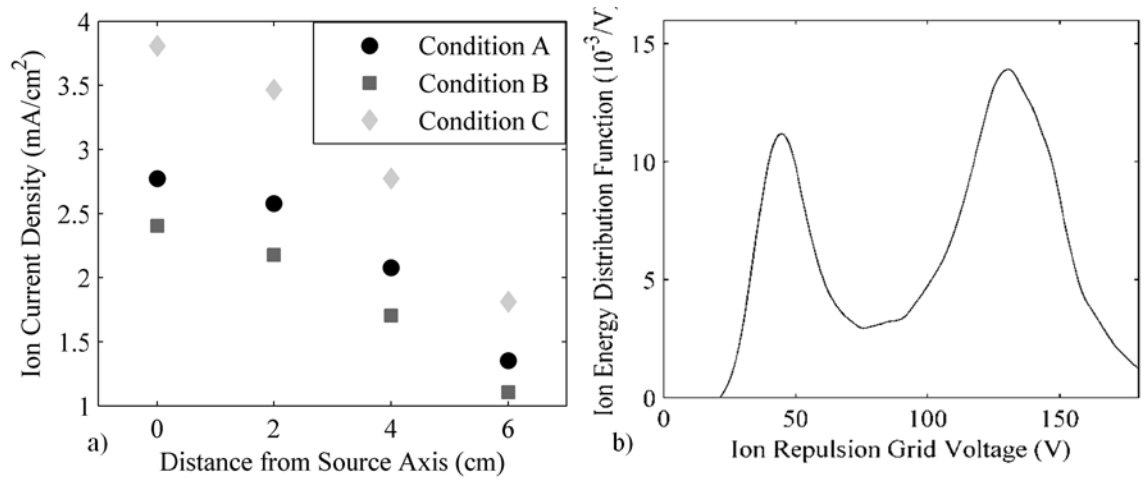 Ion Current Density (mA/cm²)
4
3.5
3
2.5
2
1.5
1
0 2 4 6
Distance from Source Axis (cm)
a)
Condition A
Condition B
Condition C
Ion Energy Distribution Function (10⁻³/V)
15
10
5
0
0 50 100 150
Ion Repulsion Grid Voltage (V)
b)